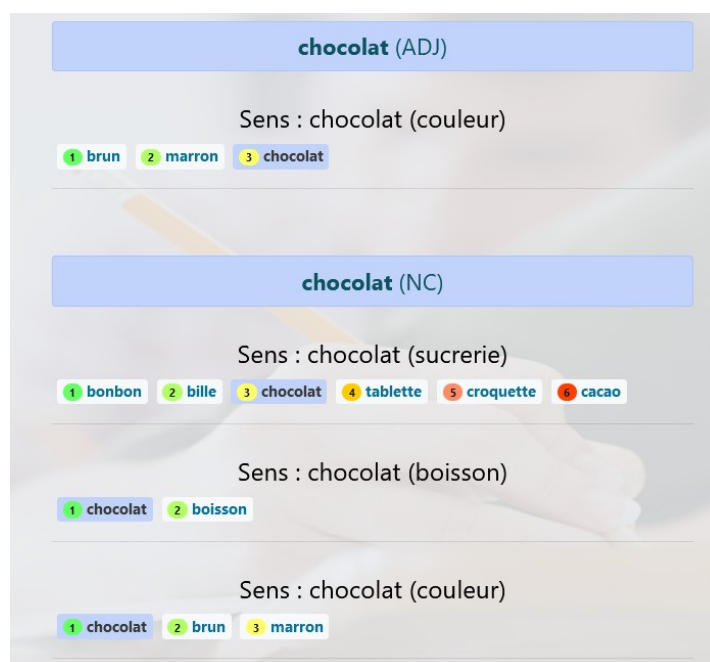 chocolat (ADJ)
Sens : chocolat (couleur)
1 brun 2 marron 3 chocolat
chocolat (NC)
Sens : chocolat (sucrerie)
1 bonbon 2 bille 3 chocolat 4 tablette 5 croquette 6 cacao
Sens : chocolat (boisson)
1 chocolat 2 boisson
Sens : chocolat (couleur)
1 chocolat 2 brun 3 marron